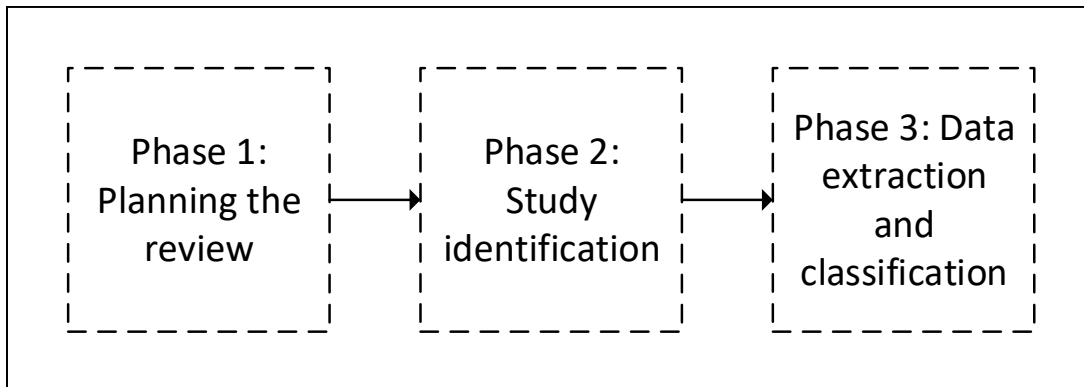 Phase 1:
Planning the
review
Phase 2:
Study
identification
Phase 3: Data
extraction
and
classification